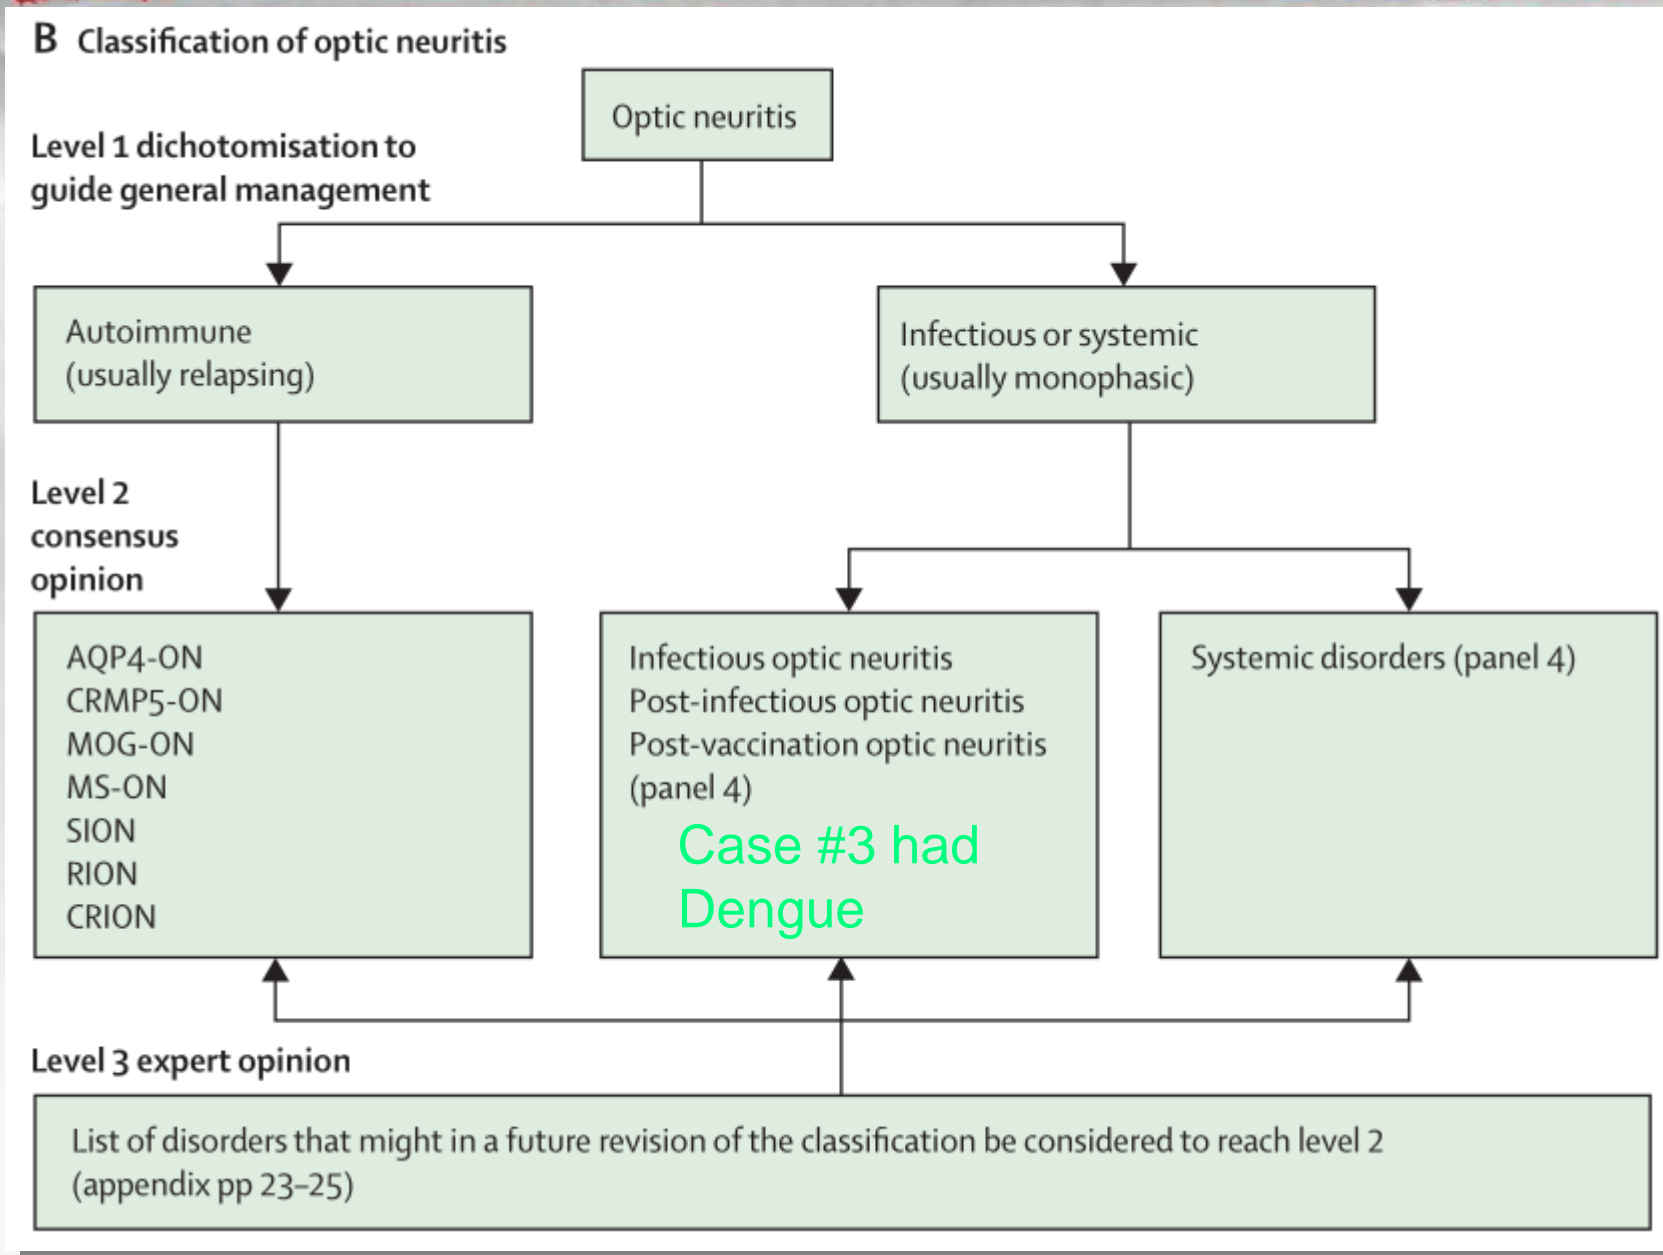 B Classification of optic neuritis
Optic neuritis
Level 1 dichotomisation to
guide general management
Autoimmune
(usually relapsing)
Infectious or systemic
(usually monophasic)
Level 2
consensus
opinion
AQP4-ON
CRMP5-ON
MOG-ON
MS-ON
SION
RION
CRION
Infectious optic neuritis
Post-infectious optic neuritis
Post-vaccination optic neuritis
(panel 4)
Case #3 had
Dengue
Systemic disorders (panel 4)
Level 3 expert opinion
List of disorders that might in a future revision of the classification be considered to reach level 2
(appendix pp 23–25)